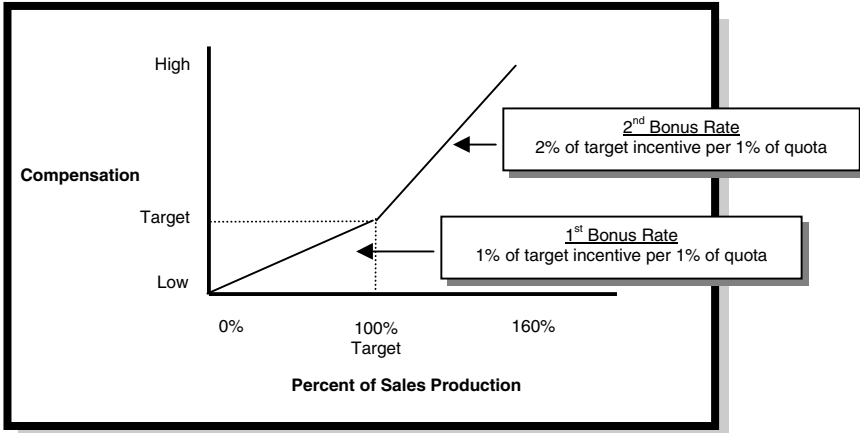 High
2nd Bonus Rate
2% of target incentive per 1% of quota
Compensation
Target
1st Bonus Rate
1% of target incentive per 1% of quota
Low
0%
100%
160%
Target
Percent of Sales Production